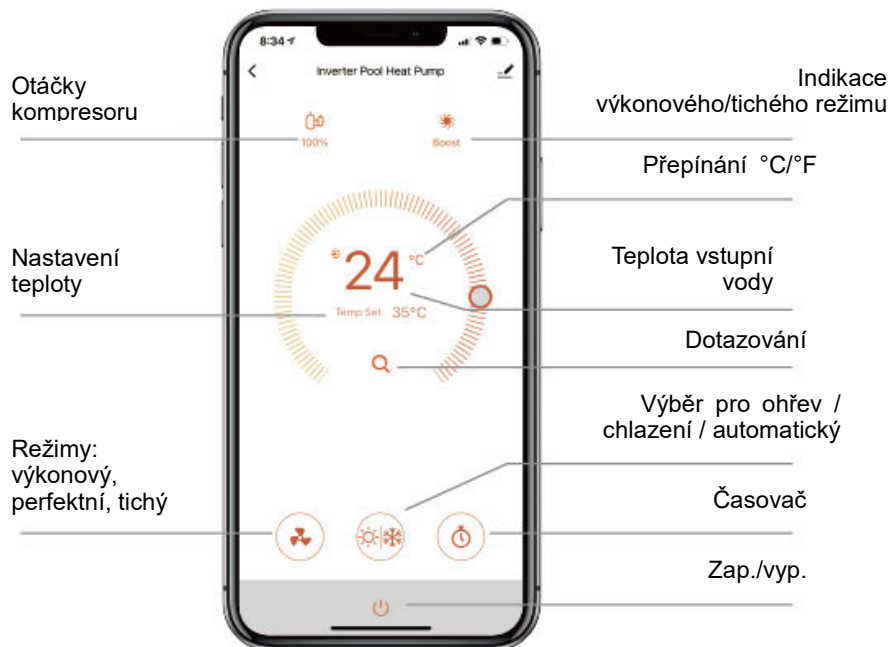 8:34
Inverter Pool Heat Pump
Otáčky
kompresoru
Indikace
výkonového/tichého režimu
100%
Boost
Přepínání °C/°F
Nastavení
teploty
24 °C
Teplota vstupní
vody
Temp Set 35°C
Dotazování
Výběr pro ohřev /
chlazení / automatický
Režimy:
výkonový,
perfektní, tichý
Časovač
Zap./vyp.